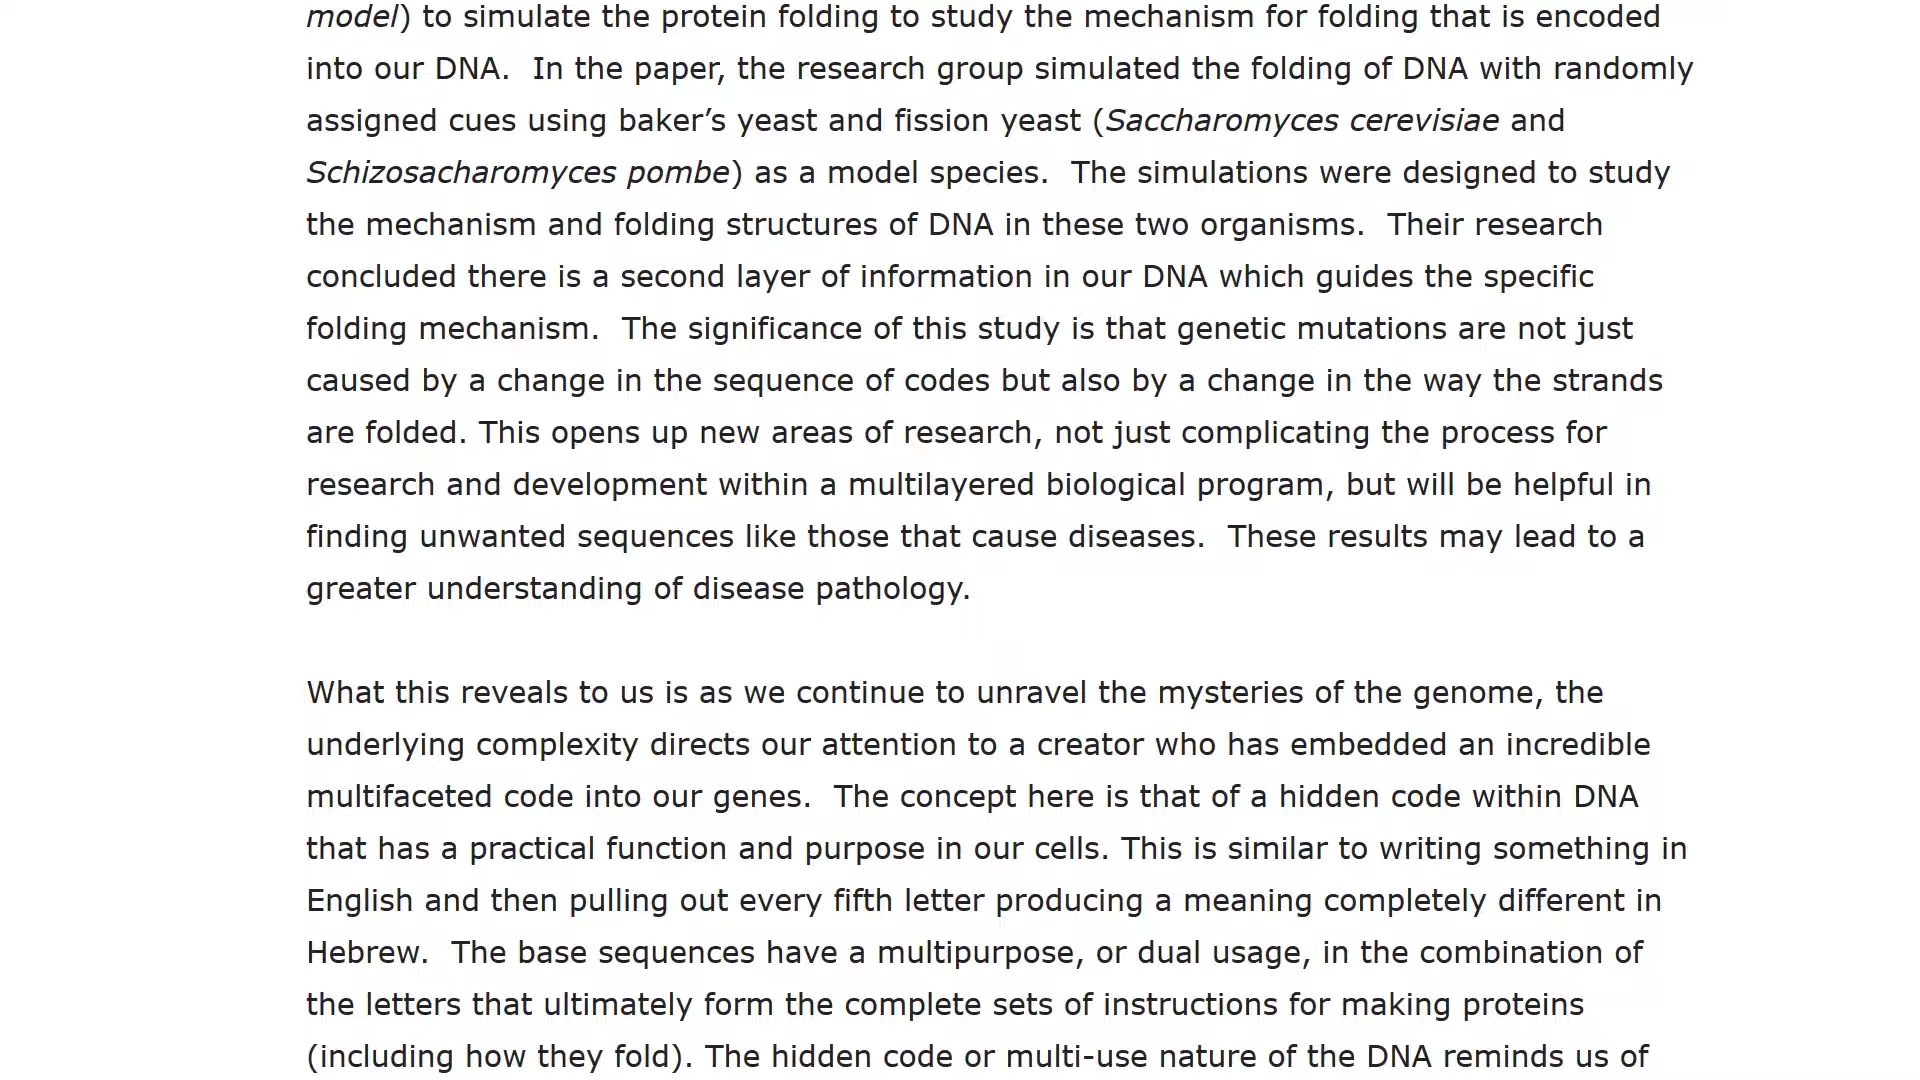 model) to simulate the protein folding to study the mechanism for folding that is encoded
into our DNA.  In the paper, the research group simulated the folding of DNA with randomly
assigned cues using baker’s yeast and fission yeast (Saccharomyces cerevisiae and
Schizosacharomyces pombe) as a model species.  The simulations were designed to study
the mechanism and folding structures of DNA in these two organisms.  Their research
concluded there is a second layer of information in our DNA which guides the specific
folding mechanism.  The significance of this study is that genetic mutations are not just
caused by a change in the sequence of codes but also by a change in the way the strands
are folded. This opens up new areas of research, not just complicating the process for
research and development within a multilayered biological program, but will be helpful in
finding unwanted sequences like those that cause diseases.  These results may lead to a
greater understanding of disease pathology.
What this reveals to us is as we continue to unravel the mysteries of the genome, the
underlying complexity directs our attention to a creator who has embedded an incredible
multifaceted code into our genes.  The concept here is that of a hidden code within DNA
that has a practical function and purpose in our cells. This is similar to writing something in
English and then pulling out every fifth letter producing a meaning completely different in
Hebrew.  The base sequences have a multipurpose, or dual usage, in the combination of
the letters that ultimately form the complete sets of instructions for making proteins
(including how they fold). The hidden code or multi-use nature of the DNA reminds us of